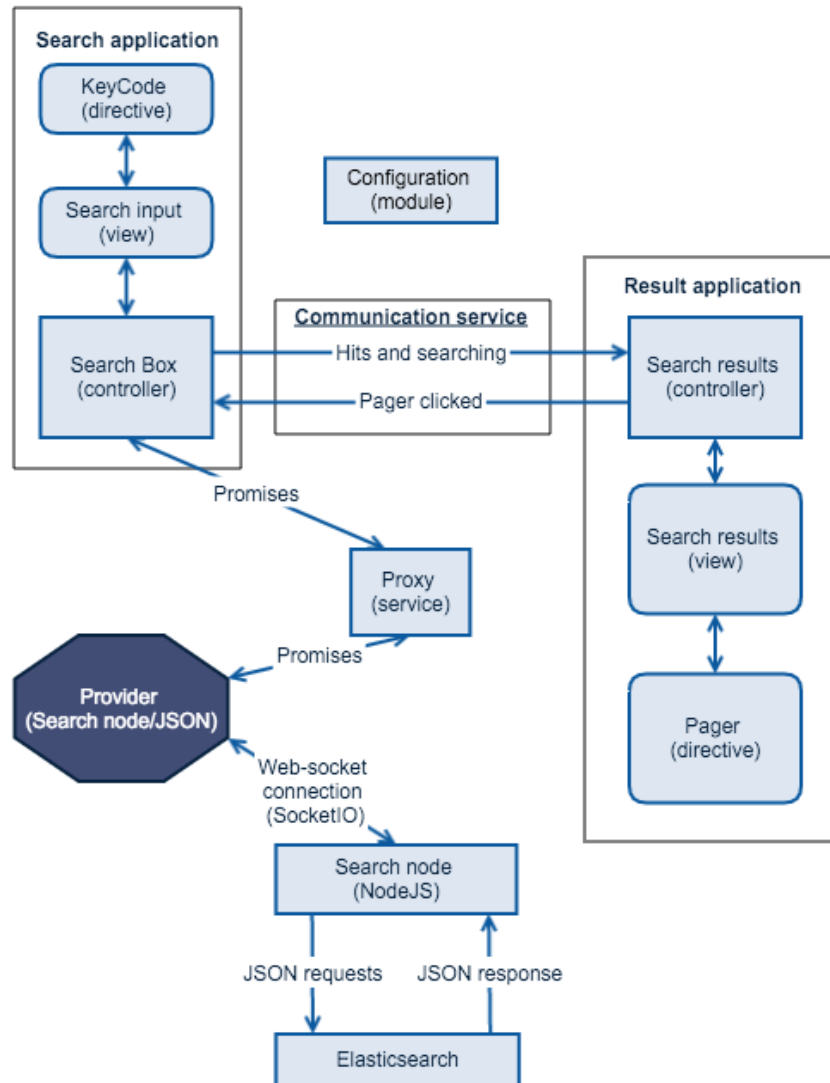 Search application
KeyCode
(directive)
Search input
(view)
Search Box
(controller)
Configuration
(module)
Communication service
Hits and searching
Pager clicked
Result application
Search results
(controller)
Search results
(view)
Pager
(directive)
Promises
Proxy
(service)
Promises
Provider
(Search node/JSON)
Web-socket
connection
(SocketIO)
Search node
(NodeJS)
JSON requests
JSON response
Elasticsearch